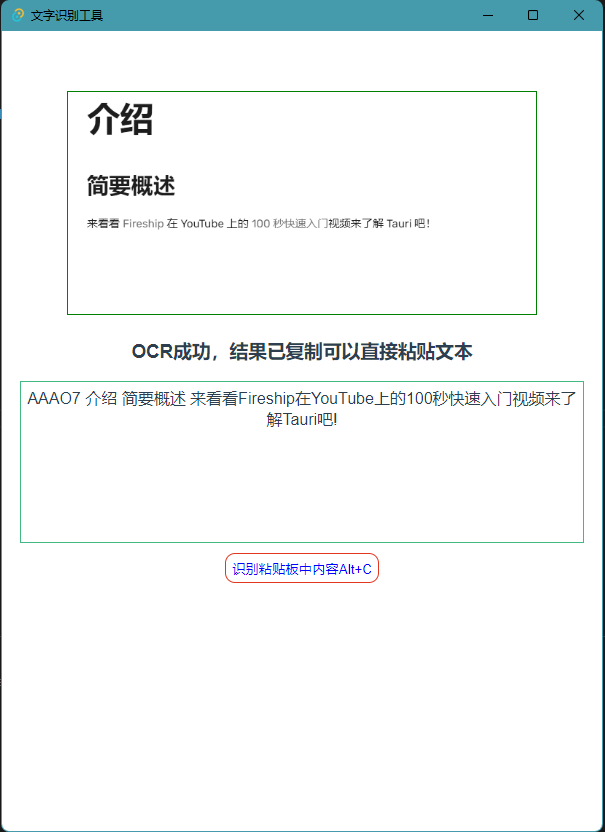 文字识别工具
介绍
简要概述
来看看 Fireship 在 YouTube 上的 100 秒快速入门视频来了解 Tauri 吧！
OCR成功，结果已复制可以直接粘贴文本
AAAO7 介绍 简要概述 来看看Fireship在YouTube上的100秒快速入门视频来了
解Tauri吧!
识别粘贴板中内容Alt+C